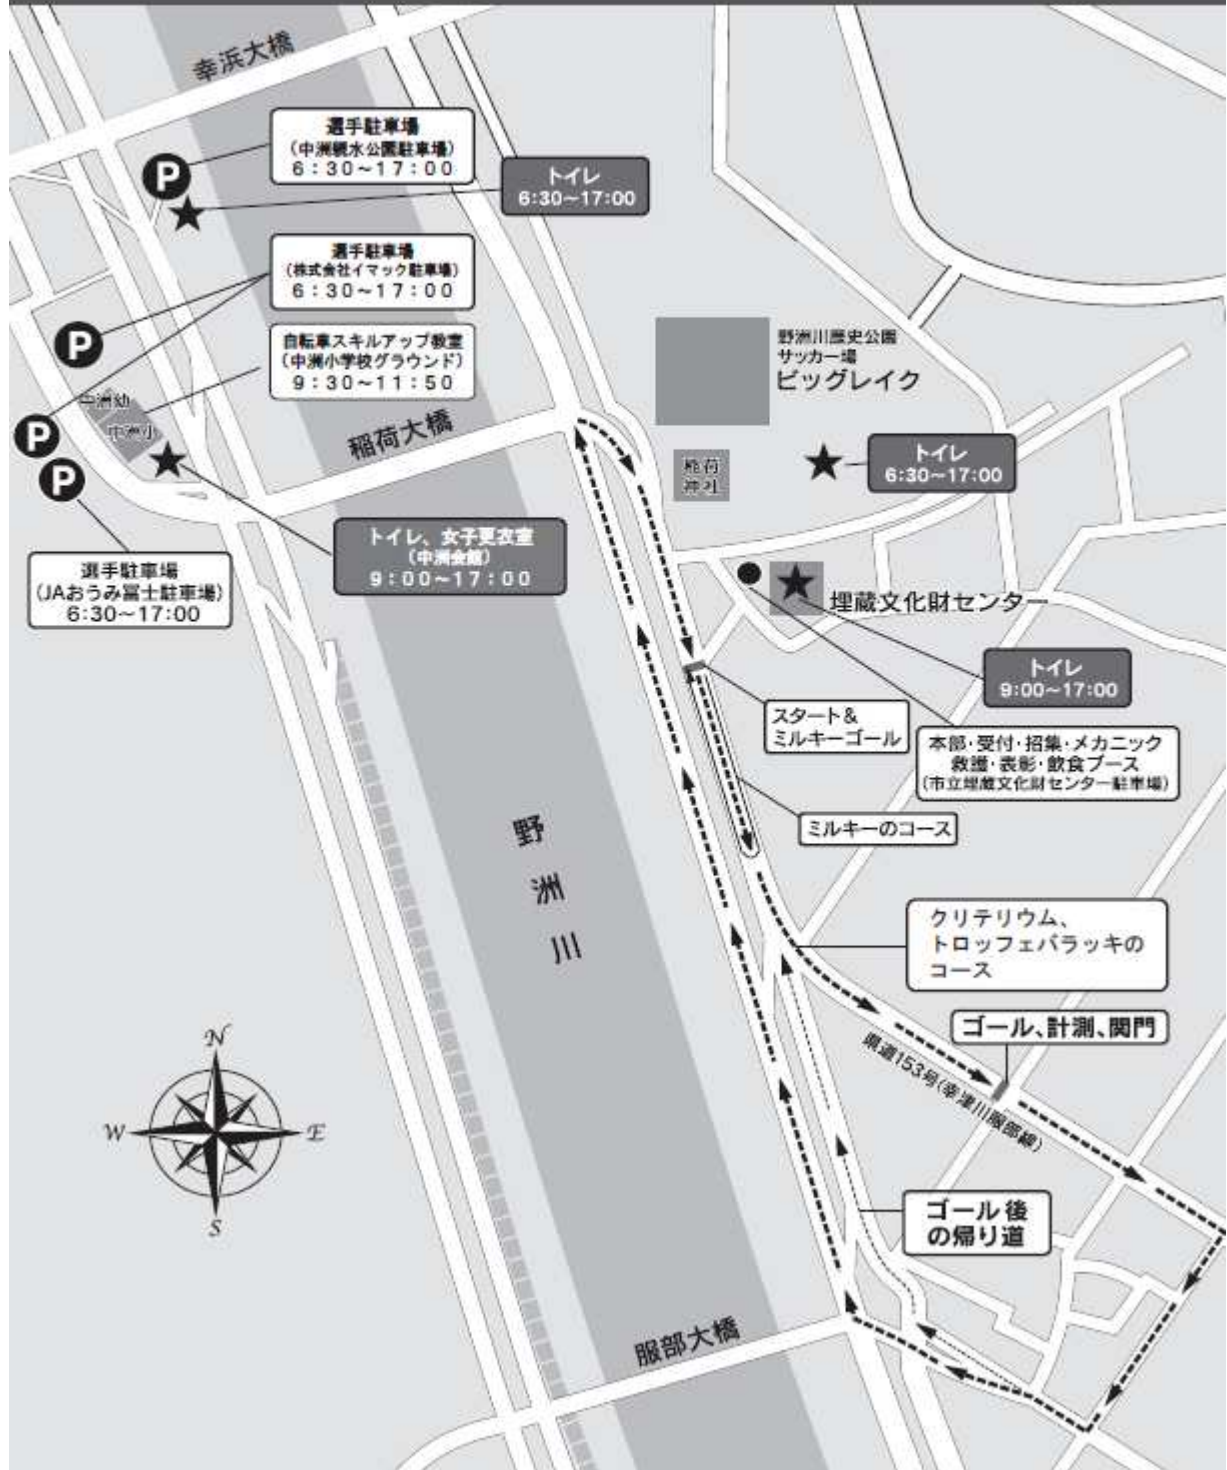 幸浜大橋
選手駐車場
(中洲親水公園駐車場)
6:30~17:00
P
トイレ
6:30~17:00
選手駐車場
(株式会社イマック駐車場)
6:30~17:00
P
自転車スキルアップ教室
(中洲小学校グラウンド)
9:30~11:50
野洲川歴史公園
サッカー場
ビッグレイク
中洲幼
中洲小
P
稲荷大橋
P
稲荷
神社
トイレ
6:30~17:00
トイレ、女子更衣室
(中洲会館)
9:00~17:00
選手駐車場
(JAおうみ冨士駐車場)
6:30~17:00
埋蔵文化財センター
トイレ
9:00~17:00
スタート&
ミルキーゴール
本部・受付・招集・メカニック
救護・表彰・飲食ブース
(市立埋蔵文化財センター駐車場)
ミルキーのコース
野
洲
川
クリテリウム、
トロッフェバラッキの
コース
ゴール、計測、関門
県道153号(幸津川服部線)
N
W
E
S
ゴール後
の帰り道
服部大橋